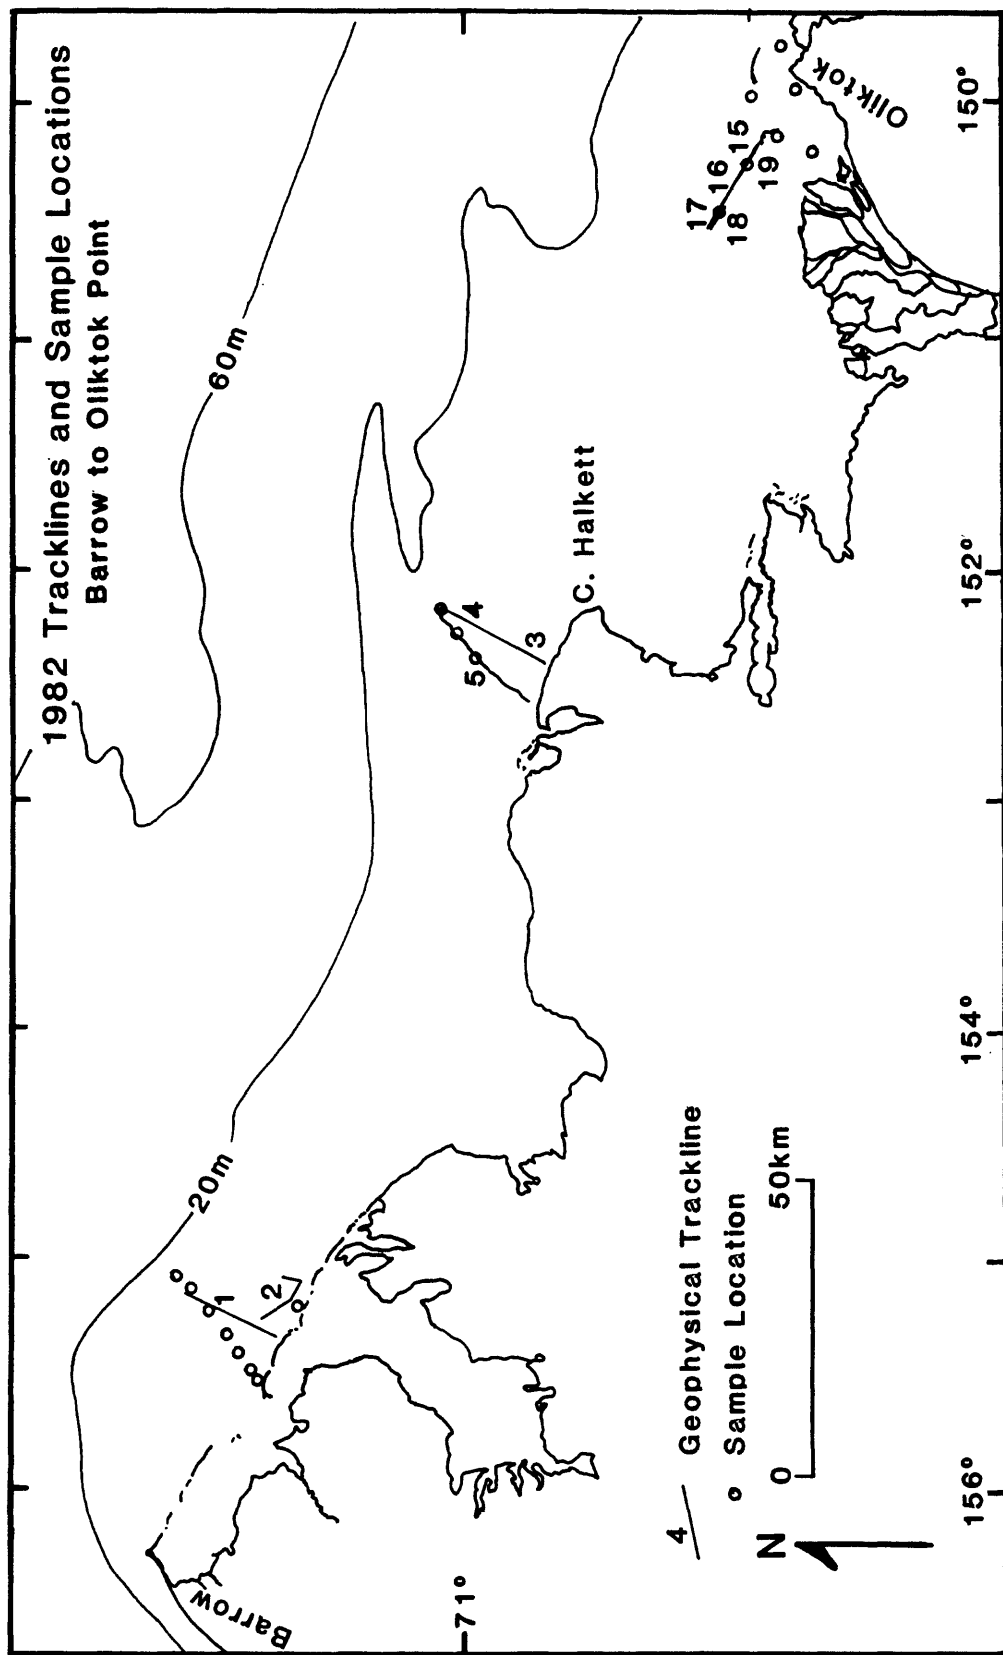 1982 Tracklines and Sample Locations
Barrow to Oliktok Point
60m
20m
Barrow
1
2
3
4
5
C. Halkett
17
16
15
18
19
Oliktok
71°
4 Geophysical Trackline
Sample Location
N
0 50km
156° 154° 152° 150°